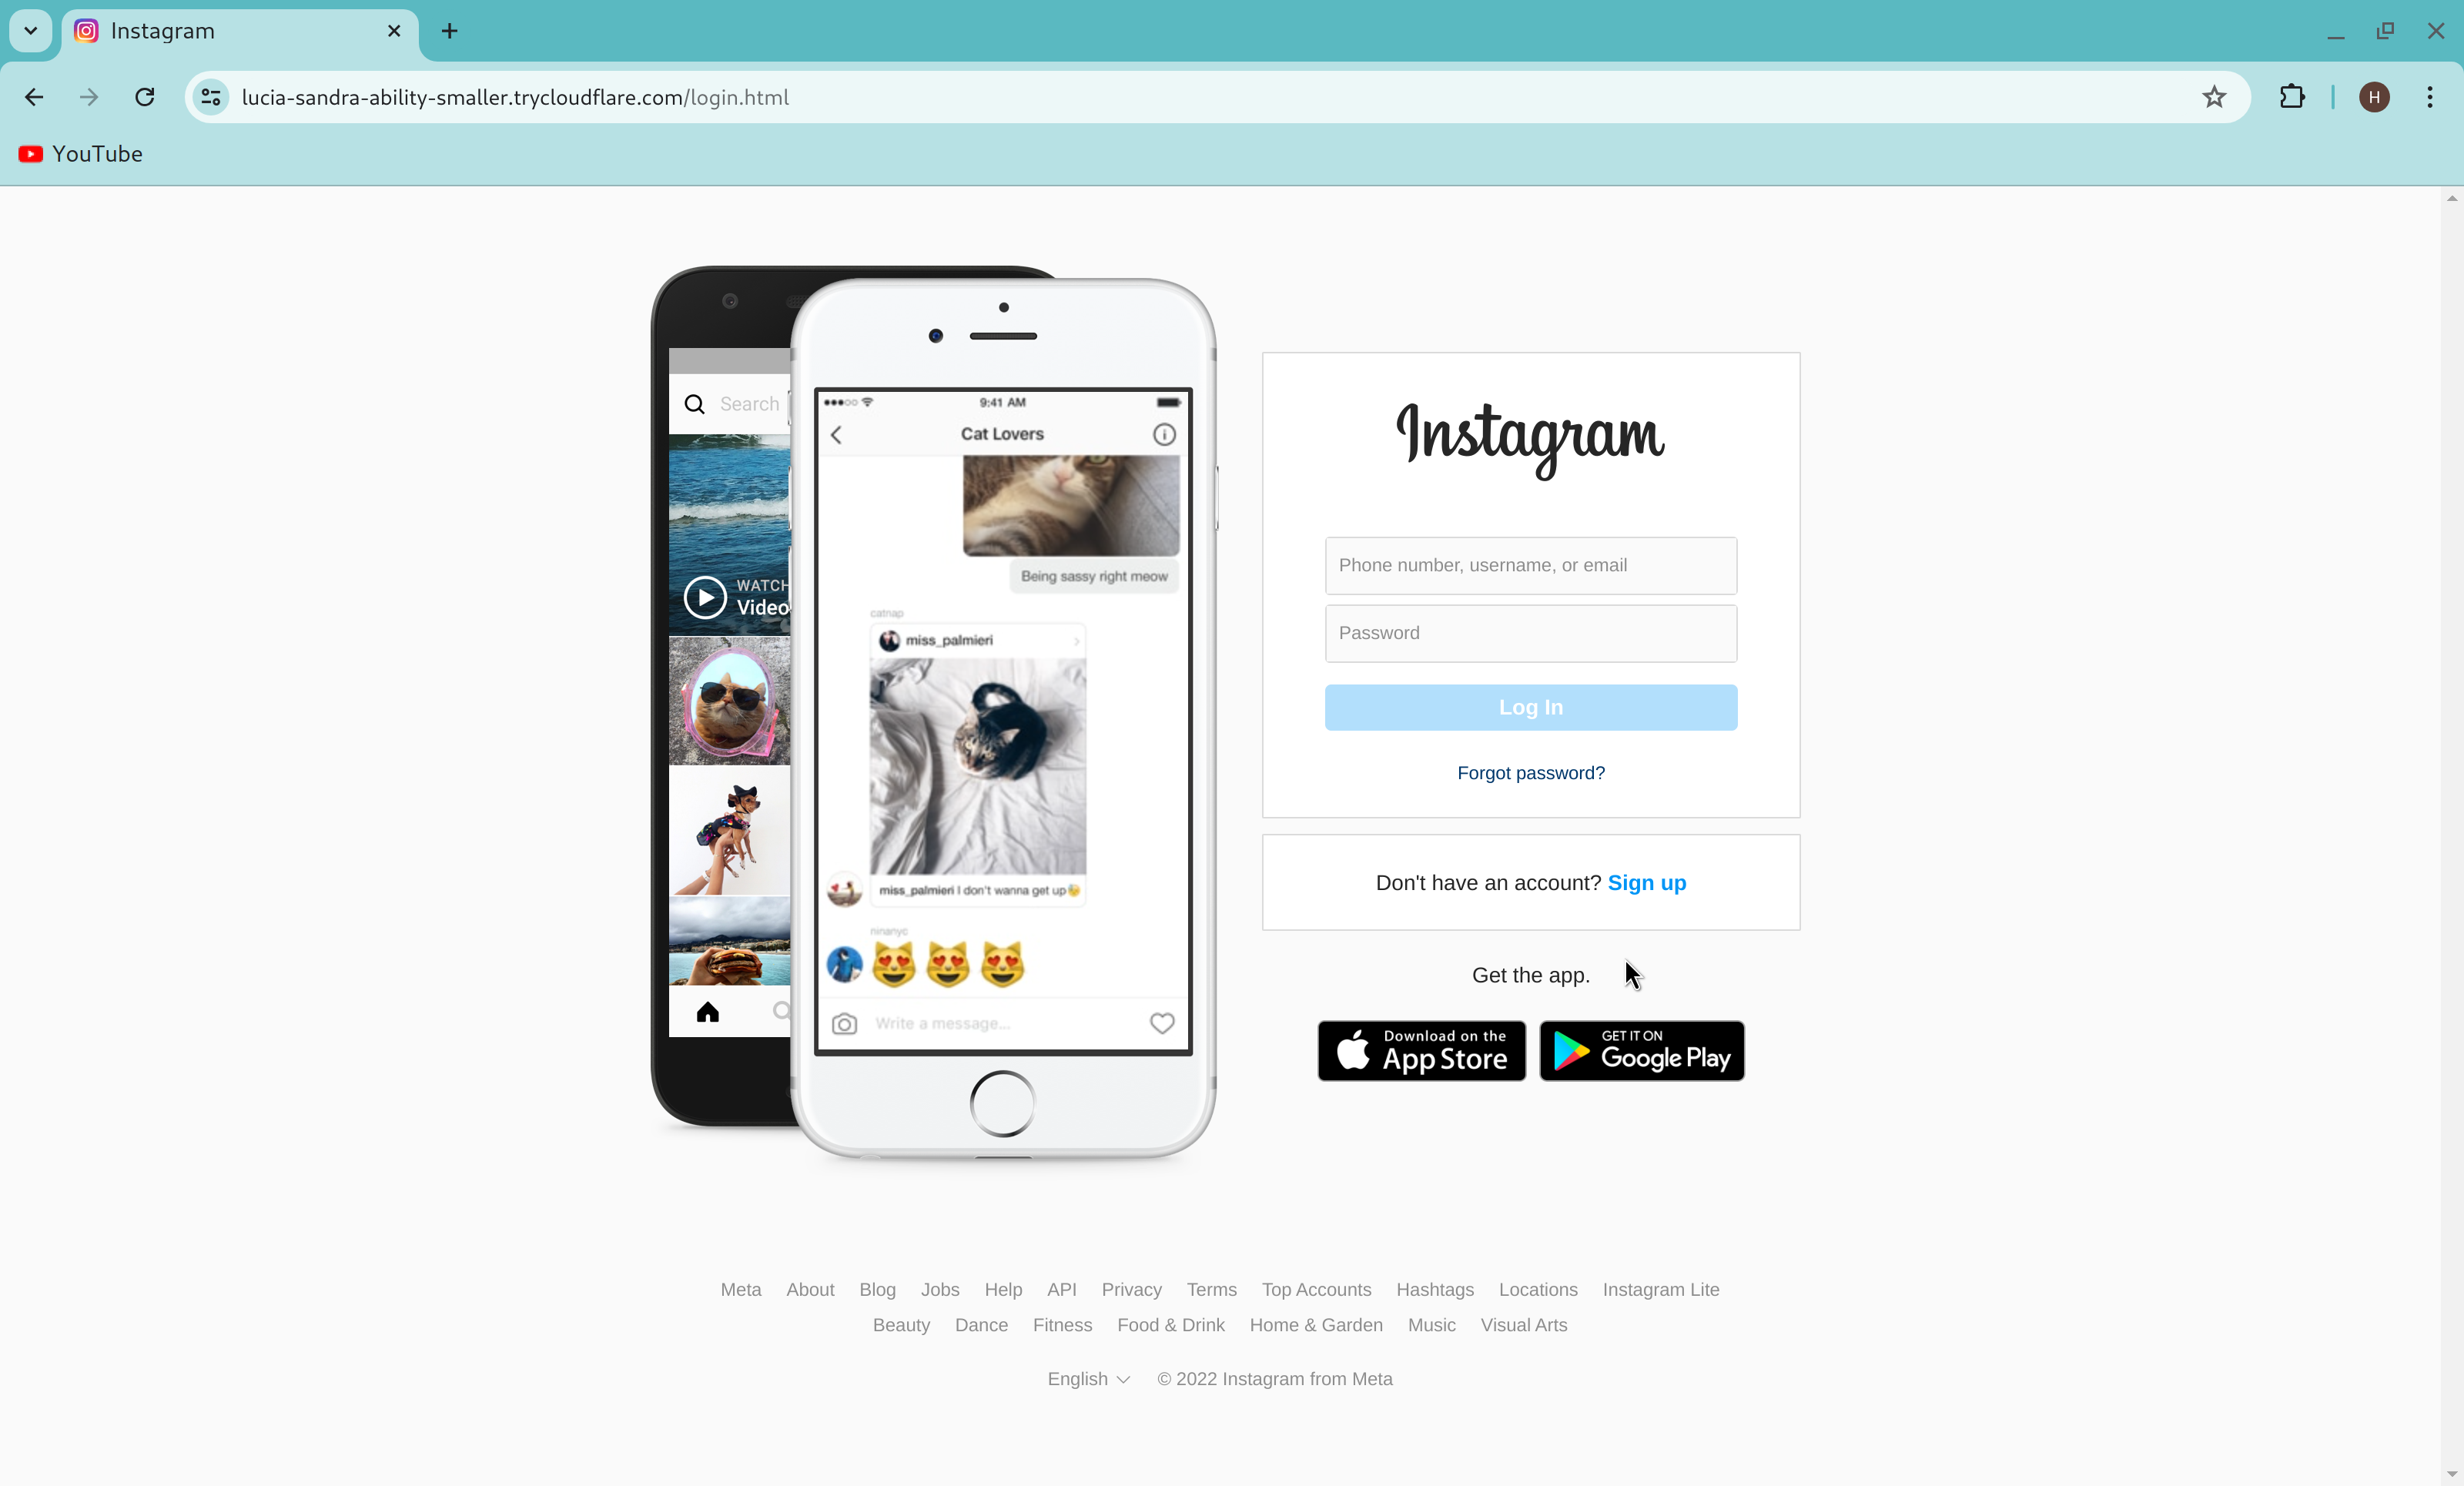 Instagram
lucia-sandra-ability-smaller.trycloudflare.com/login.html
H
YouTube
Search
WATCH
Video
9:41 AM
Cat Lovers
Being sassy right meow
catnap
miss_palmieri
miss_palmieri I don't wanna get up
ninanyc
Write a message...
Instagram
Phone number, username, or email
Password
Log In
Forgot password?
Don't have an account? Sign up
Get the app.
Download on the
App Store
GET IT ON
Google Play
Meta About Blog Jobs Help API Privacy Terms Top Accounts Hashtags Locations Instagram Lite
Beauty Dance Fitness Food & Drink Home & Garden Music Visual Arts
English © 2022 Instagram from Meta